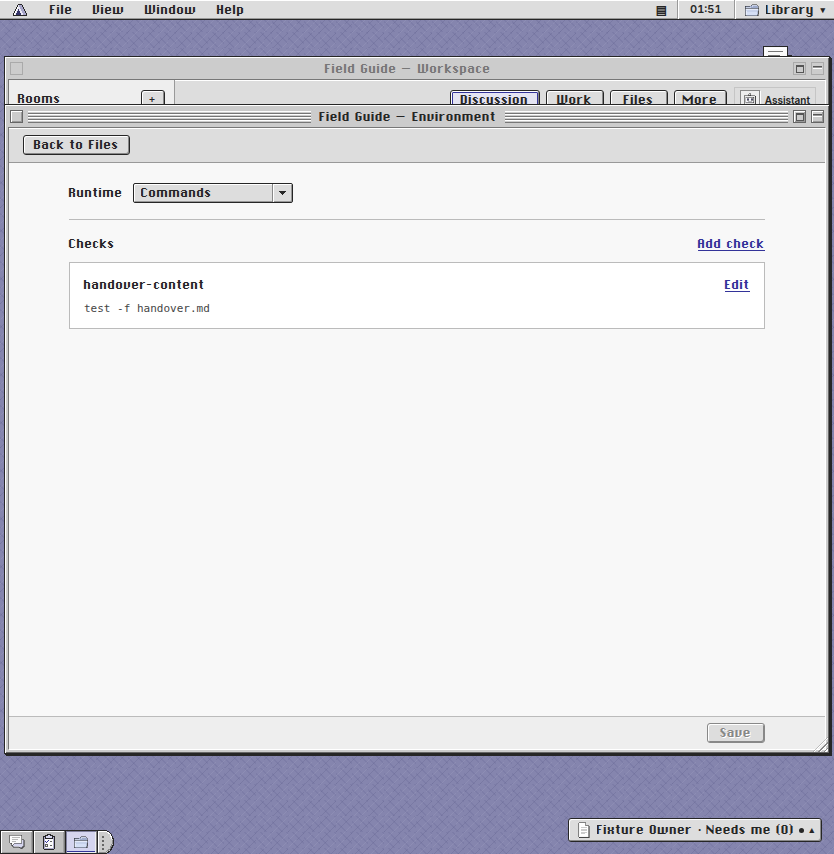 File View Window Help 01:51 Library
Field Guide — Workspace
Rooms + Discussion Work Files More Assistant
Field Guide — Environment
Back to Files
Runtime Commands
Checks Add check
handover-content Edit
test -f handover.md
Save
Fixture Owner · Needs me (0)